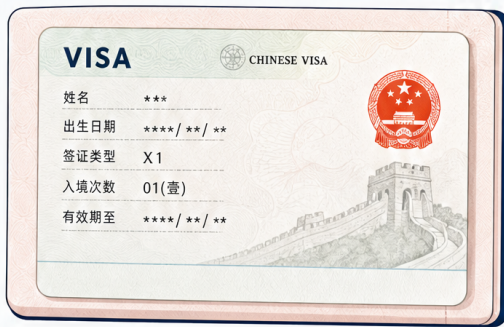 VISA
CHINESE VISA
姓名 ***
出生日期 ****/ **/ **
签证类型 X1
入境次数 01(壹)
有效期至 ****/ **/ **